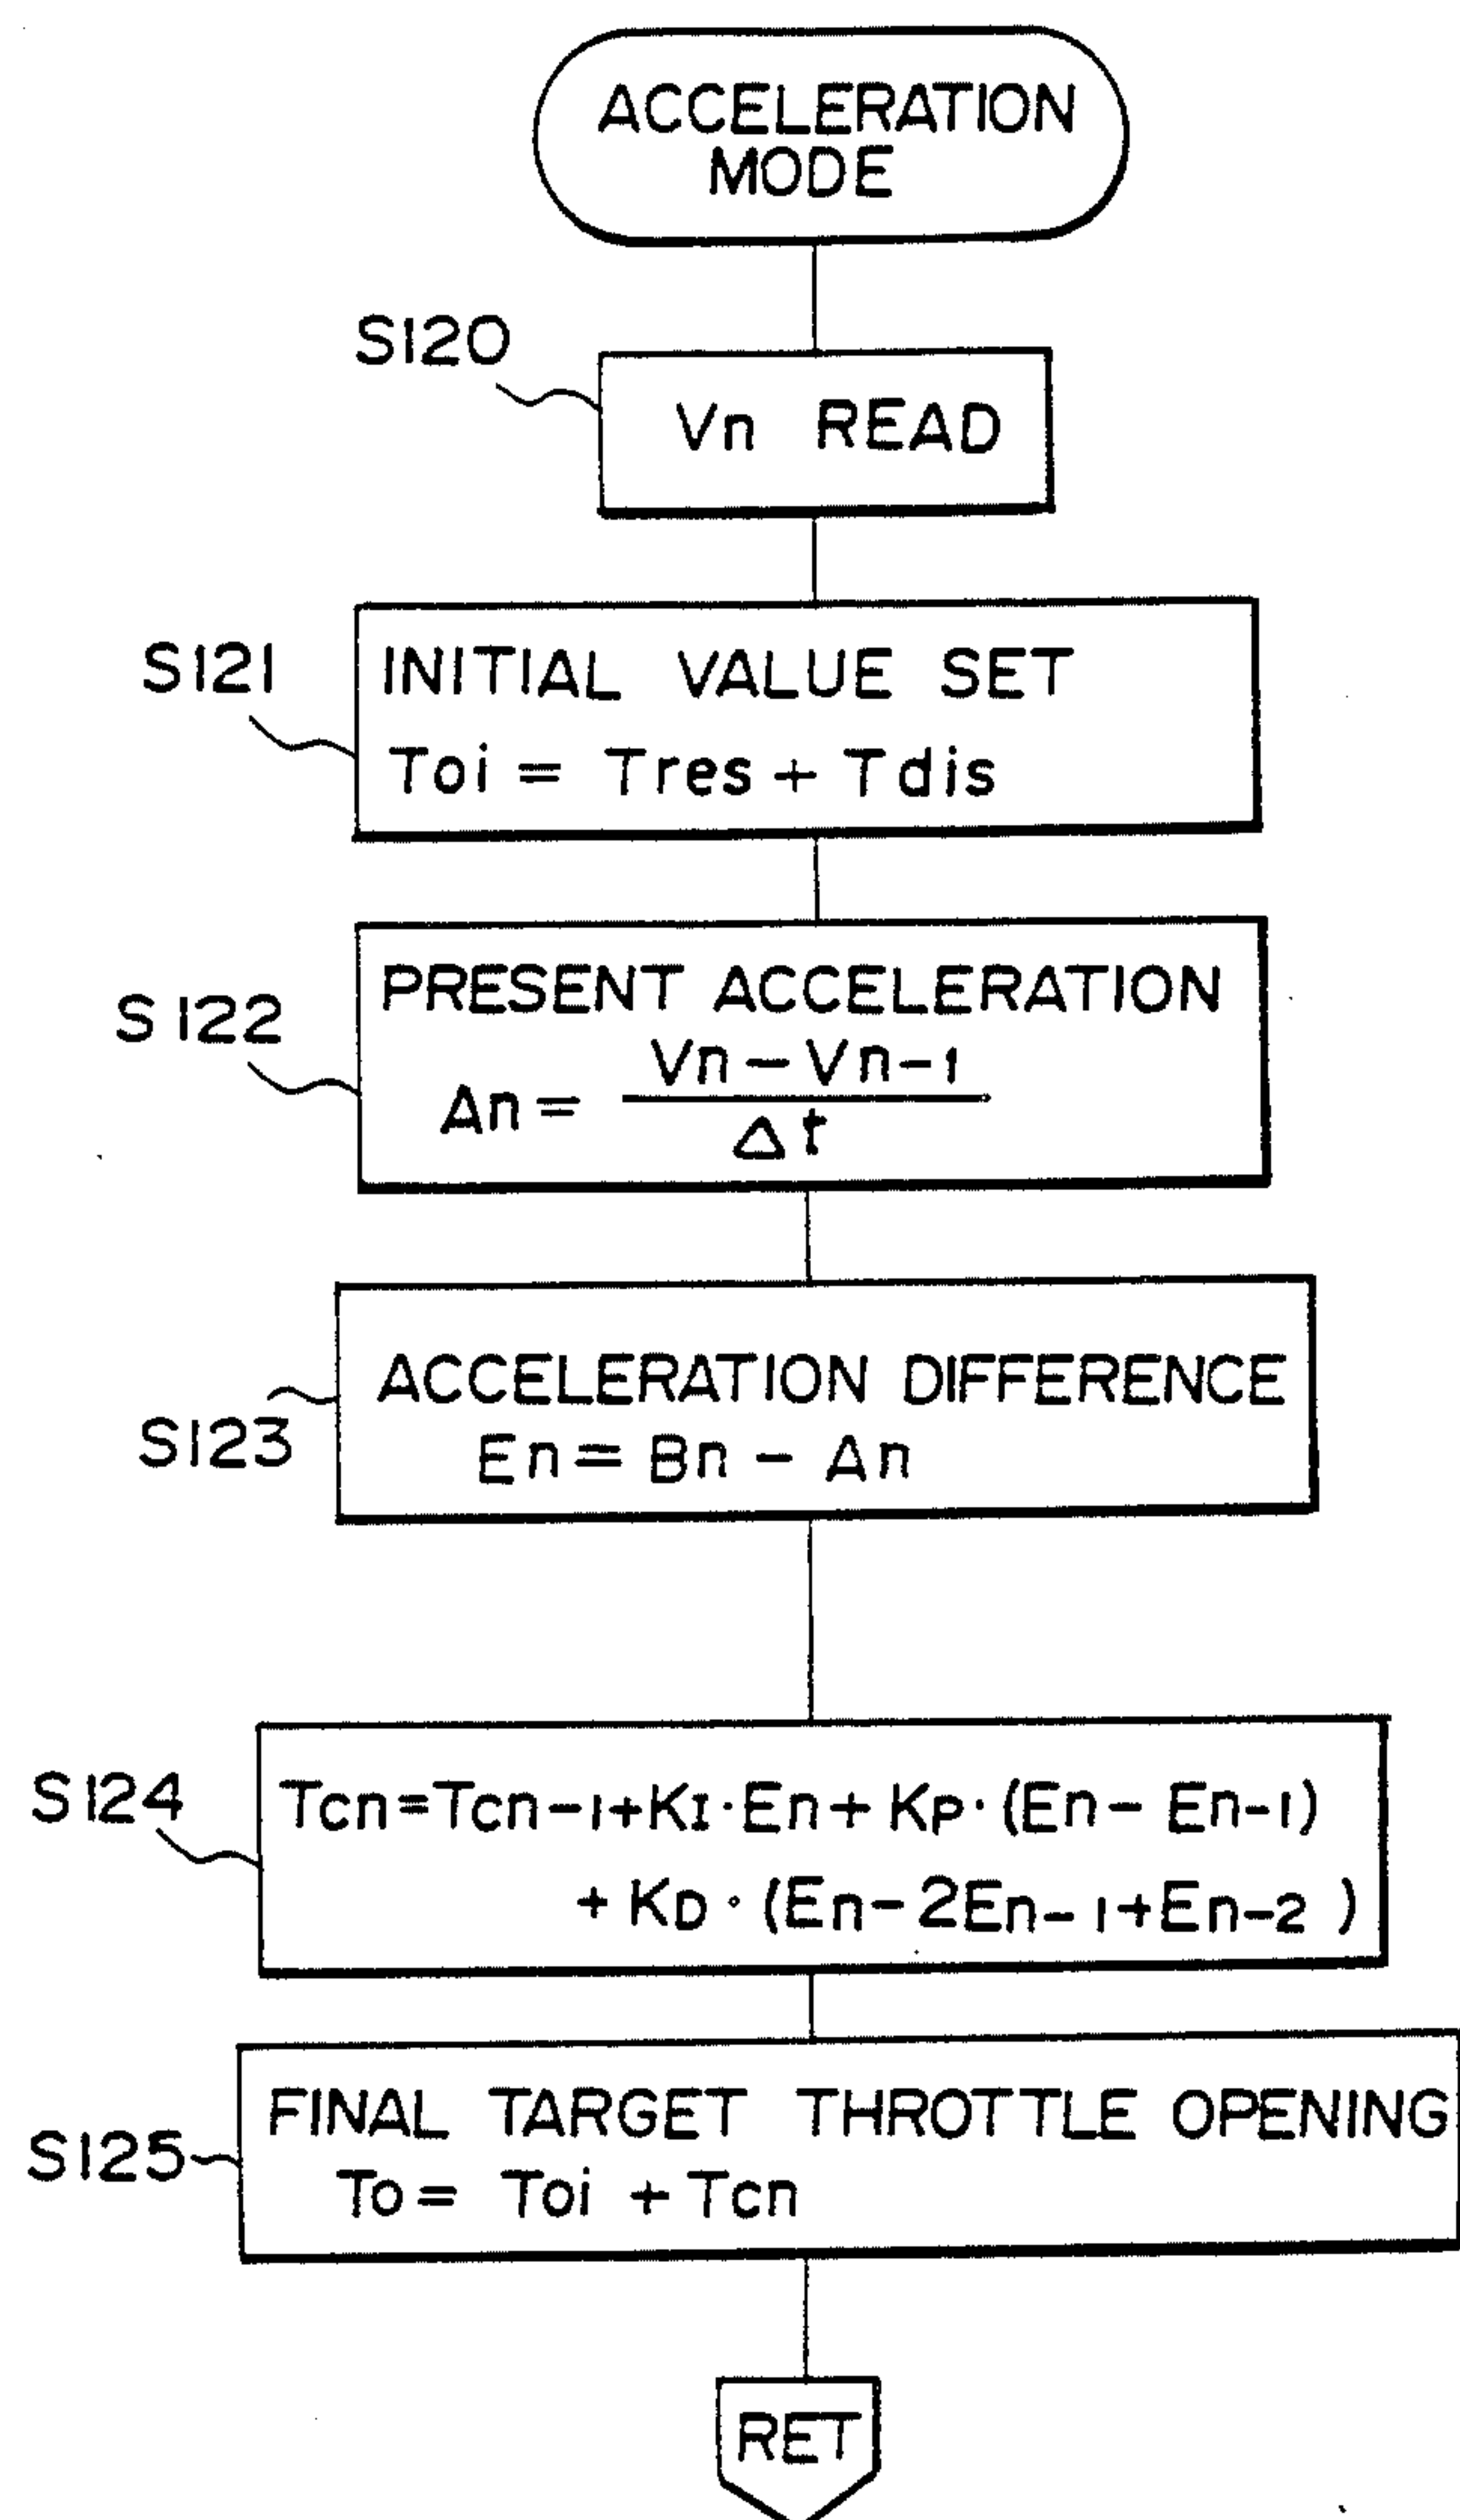 ACCELERATION
MODE
S120
Vn READ
S121
INITIAL VALUE SET
Toi = Tres + Tdis
S122
PRESENT ACCELERATION
An = Vn - Vn-1 / Δt
S123
ACCELERATION DIFFERENCE
En = Bn - An
S124
Tcn=Tcn-1+KI·En+KP·(En-En-1)
+KD·(En-2En-1+En-2)
S125
FINAL TARGET THROTTLE OPENING
To = Toi + Tcn
RET